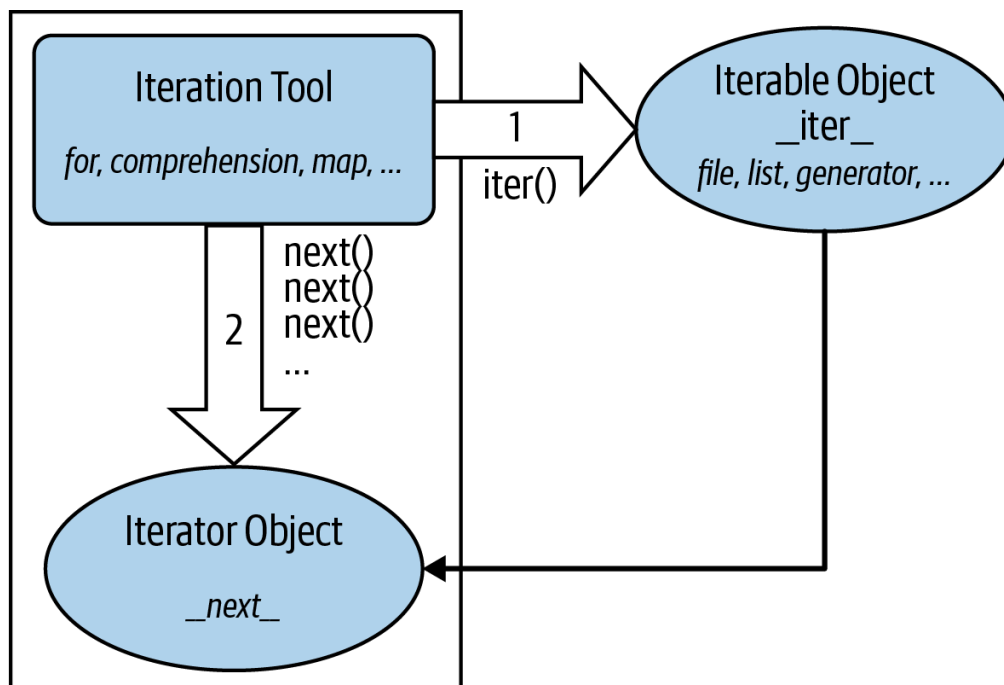 Iteration Tool
for, comprehension, map, ...
1
iter()
Iterable Object
_iter_
file, list, generator, ...
next()
next()
next()
...
2
Iterator Object
__next__